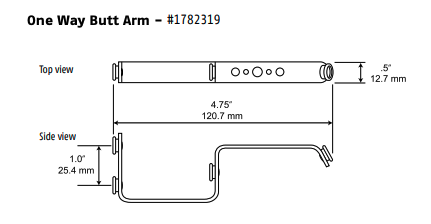 One Way Butt Arm – #1782319
Top view
.5"
12.7 mm
4.75"
120.7 mm
Side view
1.0"
25.4 mm